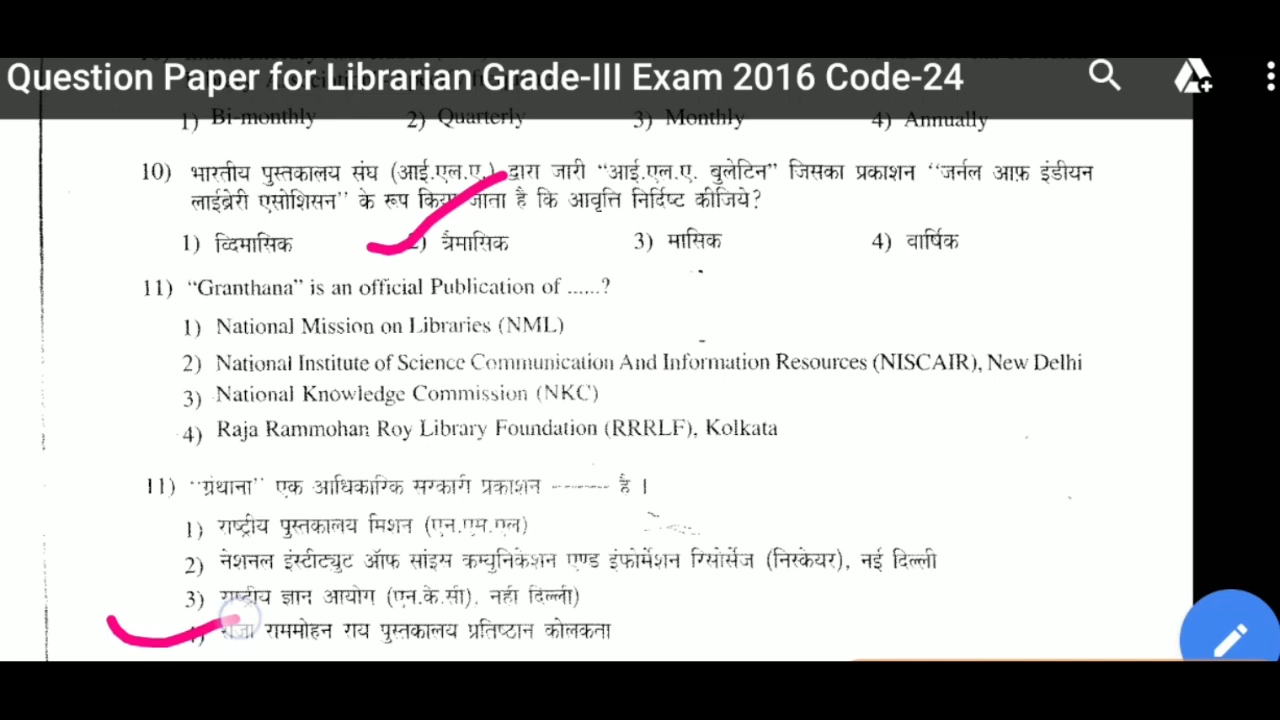 Question Paper for Librarian Grade-III Exam 2016 Code-24
1) Bi-monthly 2) Quarterly 3) Monthly 4) Annually
10) भारतीय पुस्तकालय संघ (आई.एल.ए.) द्वारा जारी “आई.एल.ए. बुलेटिन” जिसका प्रकाशन “जर्नल आफ़ इंडीयन
लाईब्रेरी एसोशिसन” के रूप किया जाता है कि आवृत्ति निर्दिष्ट कीजिये?
1) व्दिमासिक 2) त्रैमासिक 3) मासिक 4) वार्षिक
11) “Granthana” is an official Publication of ......?
1) National Mission on Libraries (NML)
2) National Institute of Science Communication And Information Resources (NISCAIR), New Delhi
3) National Knowledge Commission (NKC)
4) Raja Rammohan Roy Library Foundation (RRRLF), Kolkata
11) “ग्रंथाना” एक आधिकारिक सरकारी प्रकाशन ------- है ।
1) राष्ट्रीय पुस्तकालय मिशन (एन.एम.एल)
2) नेशनल इंस्टीट्युट ऑफ सांइस कम्युनिकेशन एण्ड इंफोर्मेशन रिसोर्सेज (निस्केयर), नई दिल्ली
3) राष्ट्रीय ज्ञान आयोग (एन.के.सी), नही दिल्ली)
4) राजा राममोहन राय पुस्तकालय प्रतिष्ठान कोलकता